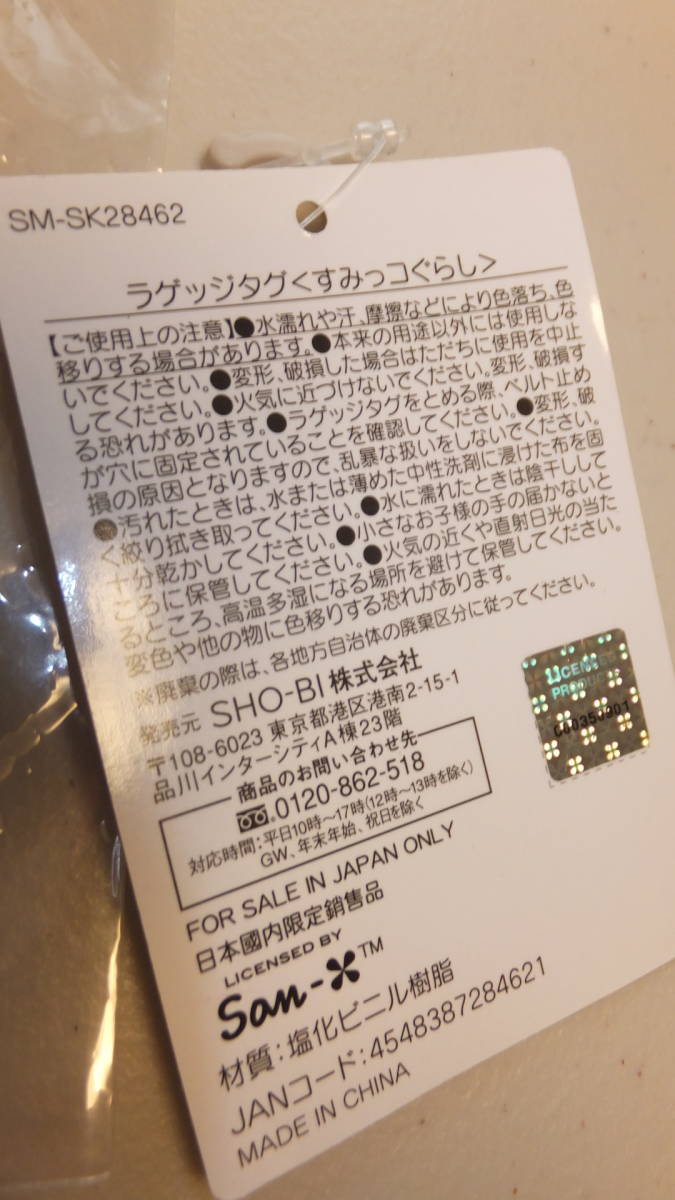 SM-SK28462
ラゲッジタグ<すみっコぐらし>
【ご使用上の注意】●水濡れや汗、摩擦などにより色落ち、色
移りする場合があります。●本来の用途以外には使用しな
いでください。●変形、破損した場合はただちに使用を中止
してください。●火気に近づけないでください。変形、破損す
る恐れがあります。●ラゲッジタグをとめる際、ベルト止め
が穴に固定されていることを確認してください。●変形、破
損の原因となりますので、乱暴な扱いをしないでください。
●汚れたときは、水または薄めた中性洗剤に浸けた布を固
く絞り拭き取ってください。●水に濡れたときは陰干しして
十分乾かしてください。●小さなお子様の手の届かないと
ころに保管してください。●火気の近くや直射日光の当た
るところ、高温多湿になる場所を避けて保管してください。
変色や他の物に色移りする恐れがあります。
※廃棄の際は、各地方自治体の廃棄区分に従ってください。
発売元 SHO-BI株式会社
〒108-6023 東京都港区港南2-15-1
品川インターシティA棟23階
商品のお問い合わせ先
0120-862-518
対応時間:平日10時~17時(12時~13時を除く)
GW、年末年始、祝日を除く
FOR SALE IN JAPAN ONLY
日本國内限定銷售品
LICENSED BY
San-X™
材質:塩化ビニル樹脂
JANコード:4548387284621
MADE IN CHINA
LICENSED
PRODUCT